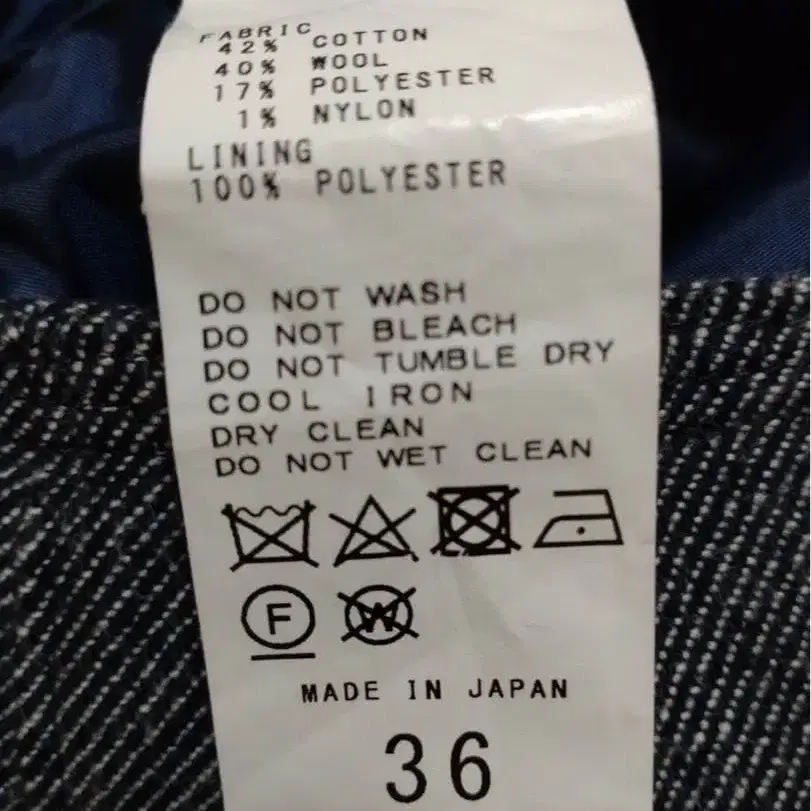 FABRIC
42% COTTON
40% WOOL
17% POLYESTER
1% NYLON
LINING
100% POLYESTER
DO NOT WASH
DO NOT BLEACH
DO NOT TUMBLE DRY
COOL IRON
DRY CLEAN
DO NOT WET CLEAN
F W
MADE IN JAPAN
36